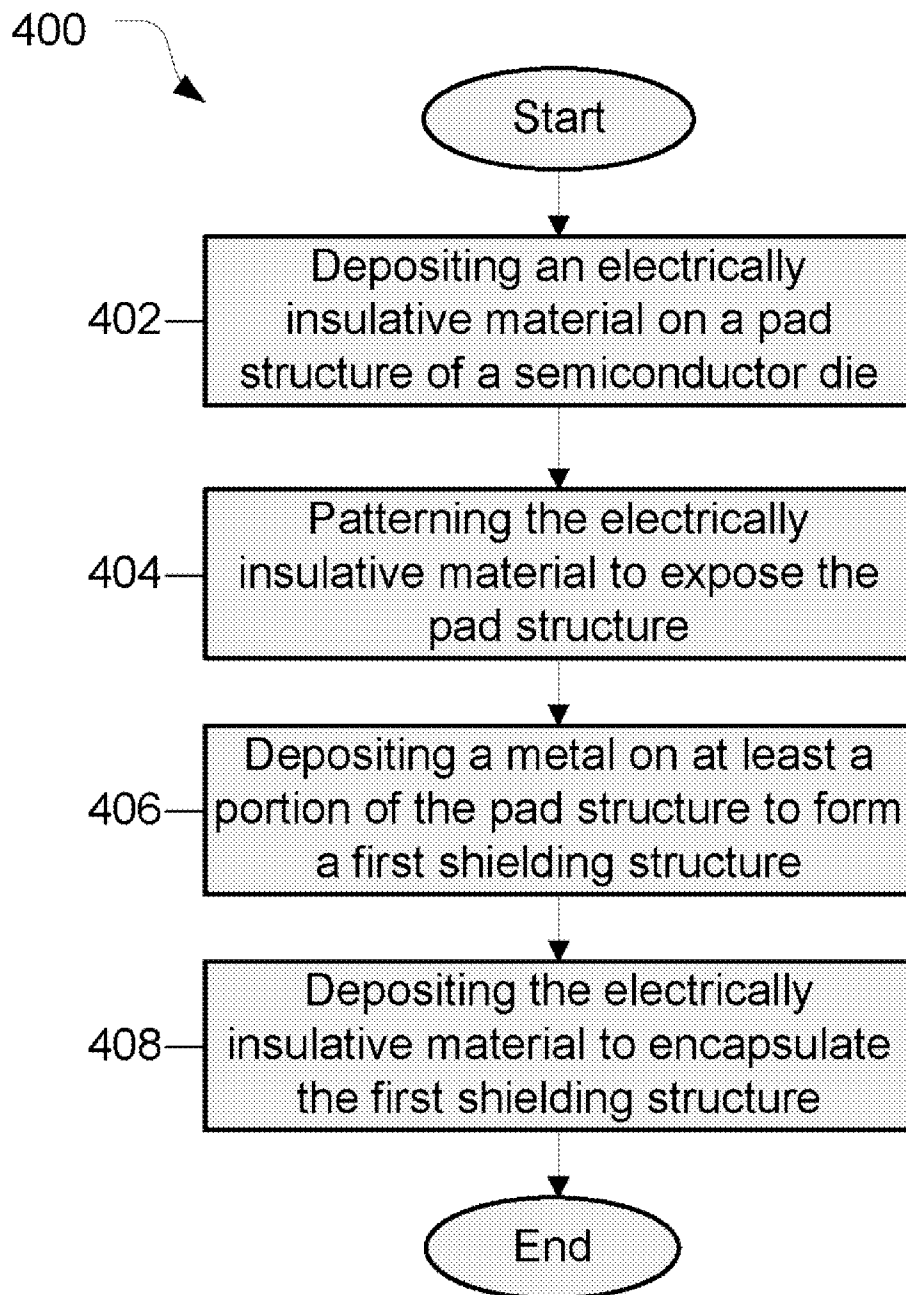 400
Start
402
Depositing an electrically
insulative material on a pad
structure of a semiconductor die
404
Patterning the electrically
insulative material to expose the
pad structure
406
Depositing a metal on at least a
portion of the pad structure to form
a first shielding structure
408
Depositing the electrically
insulative material to encapsulate
the first shielding structure
End